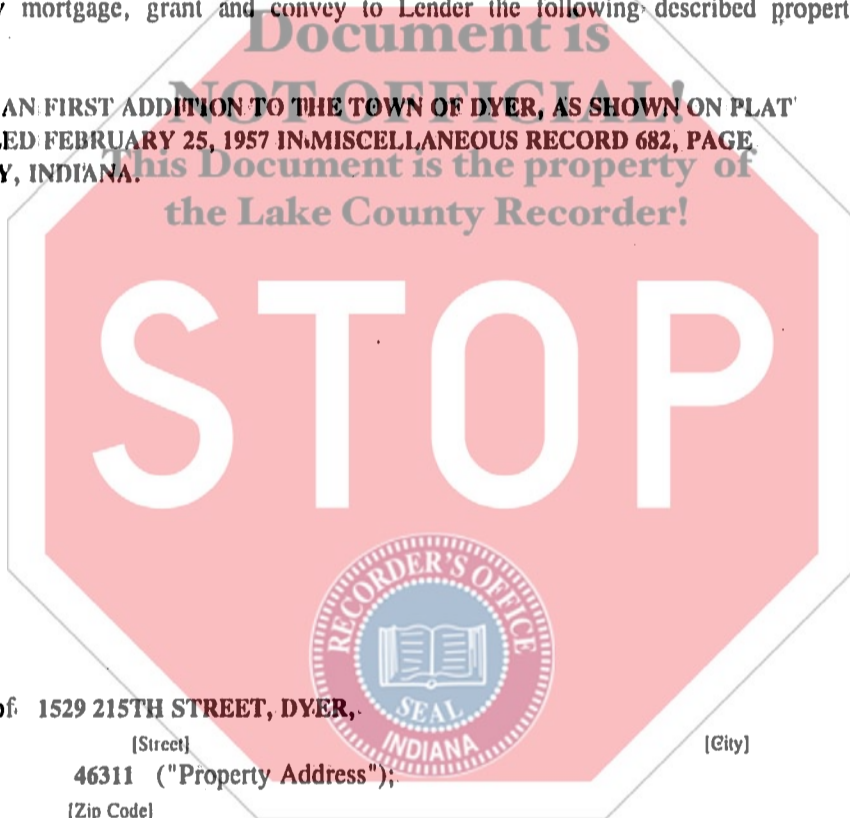 mortgage, grant and convey to Lender the following described propert
Document is
NOT OFFICIAL!
AN FIRST ADDITION TO THE TOWN OF DYER, AS SHOWN ON PLAT
ED FEBRUARY 25, 1957 IN MISCELLANEOUS RECORD 682, PAGE
This Document is the property of
Y, INDIANA.
the Lake County Recorder!
STOP
RECORDER'S OFFICE
SEAL
INDIANA
of 1529 215TH STREET, DYER,
[Street] [City]
46311 ("Property Address");
[Zip Code]